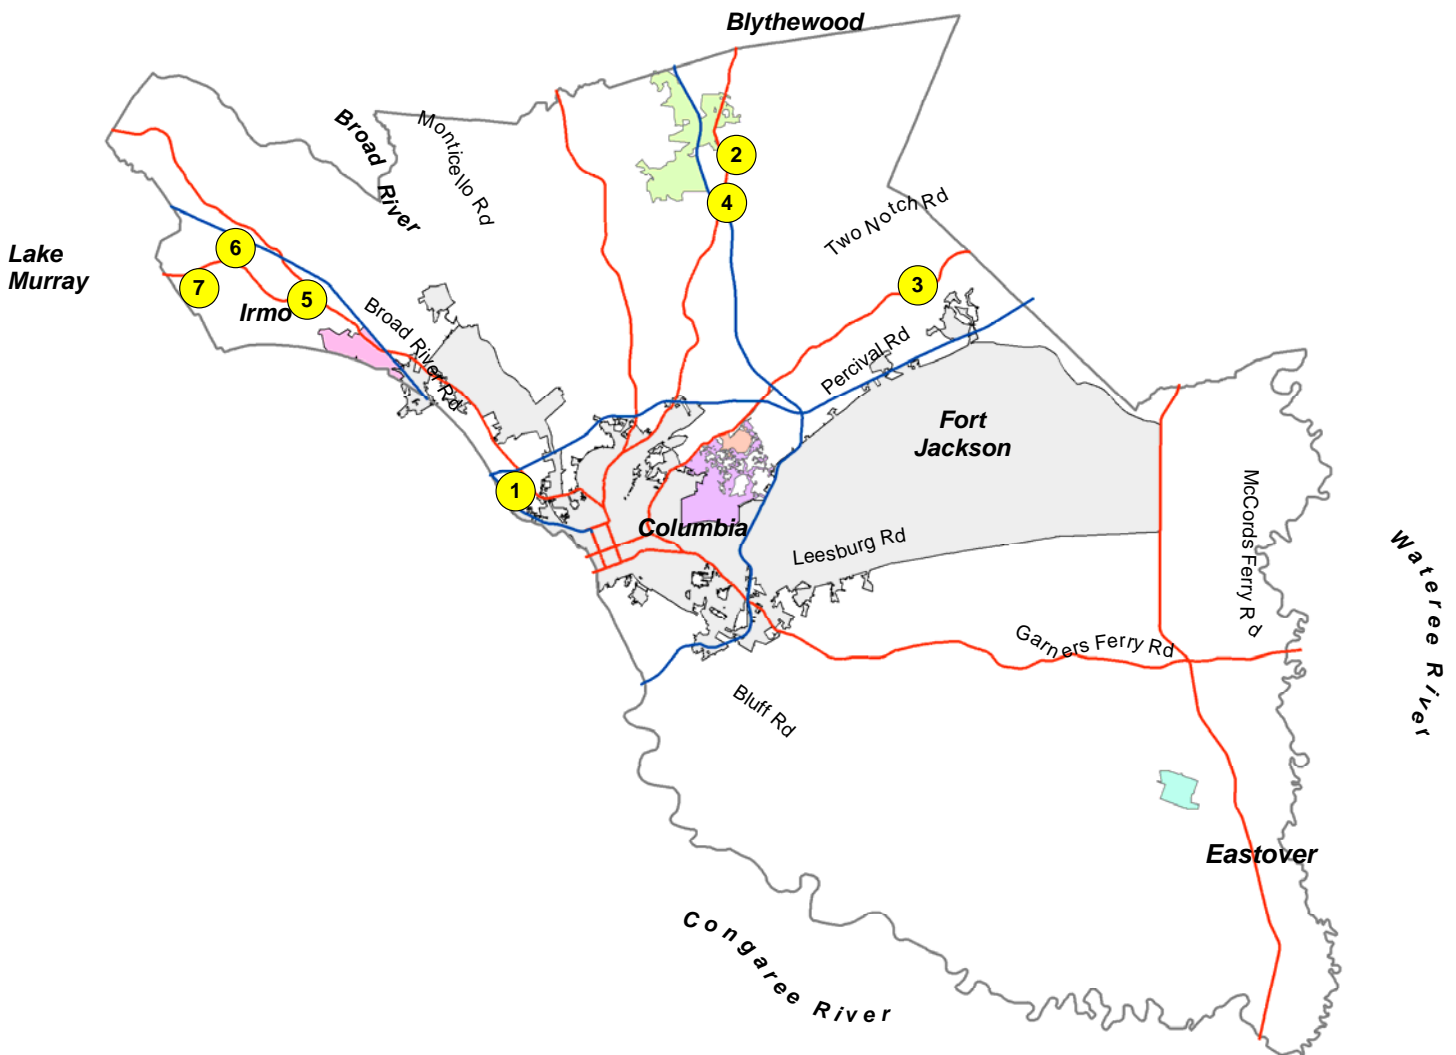 Blythewood
Broad
River
Monticello Rd
2
4
Two Notch Rd
Lake
Murray
6
7
5
3
Irmo
Broad River Rd
Percival Rd
Fort
Jackson
1
Columbia
Leesburg Rd
McCords Ferry Rd
Wateree River
Garners Ferry Rd
Bluff Rd
Eastover
Congaree River